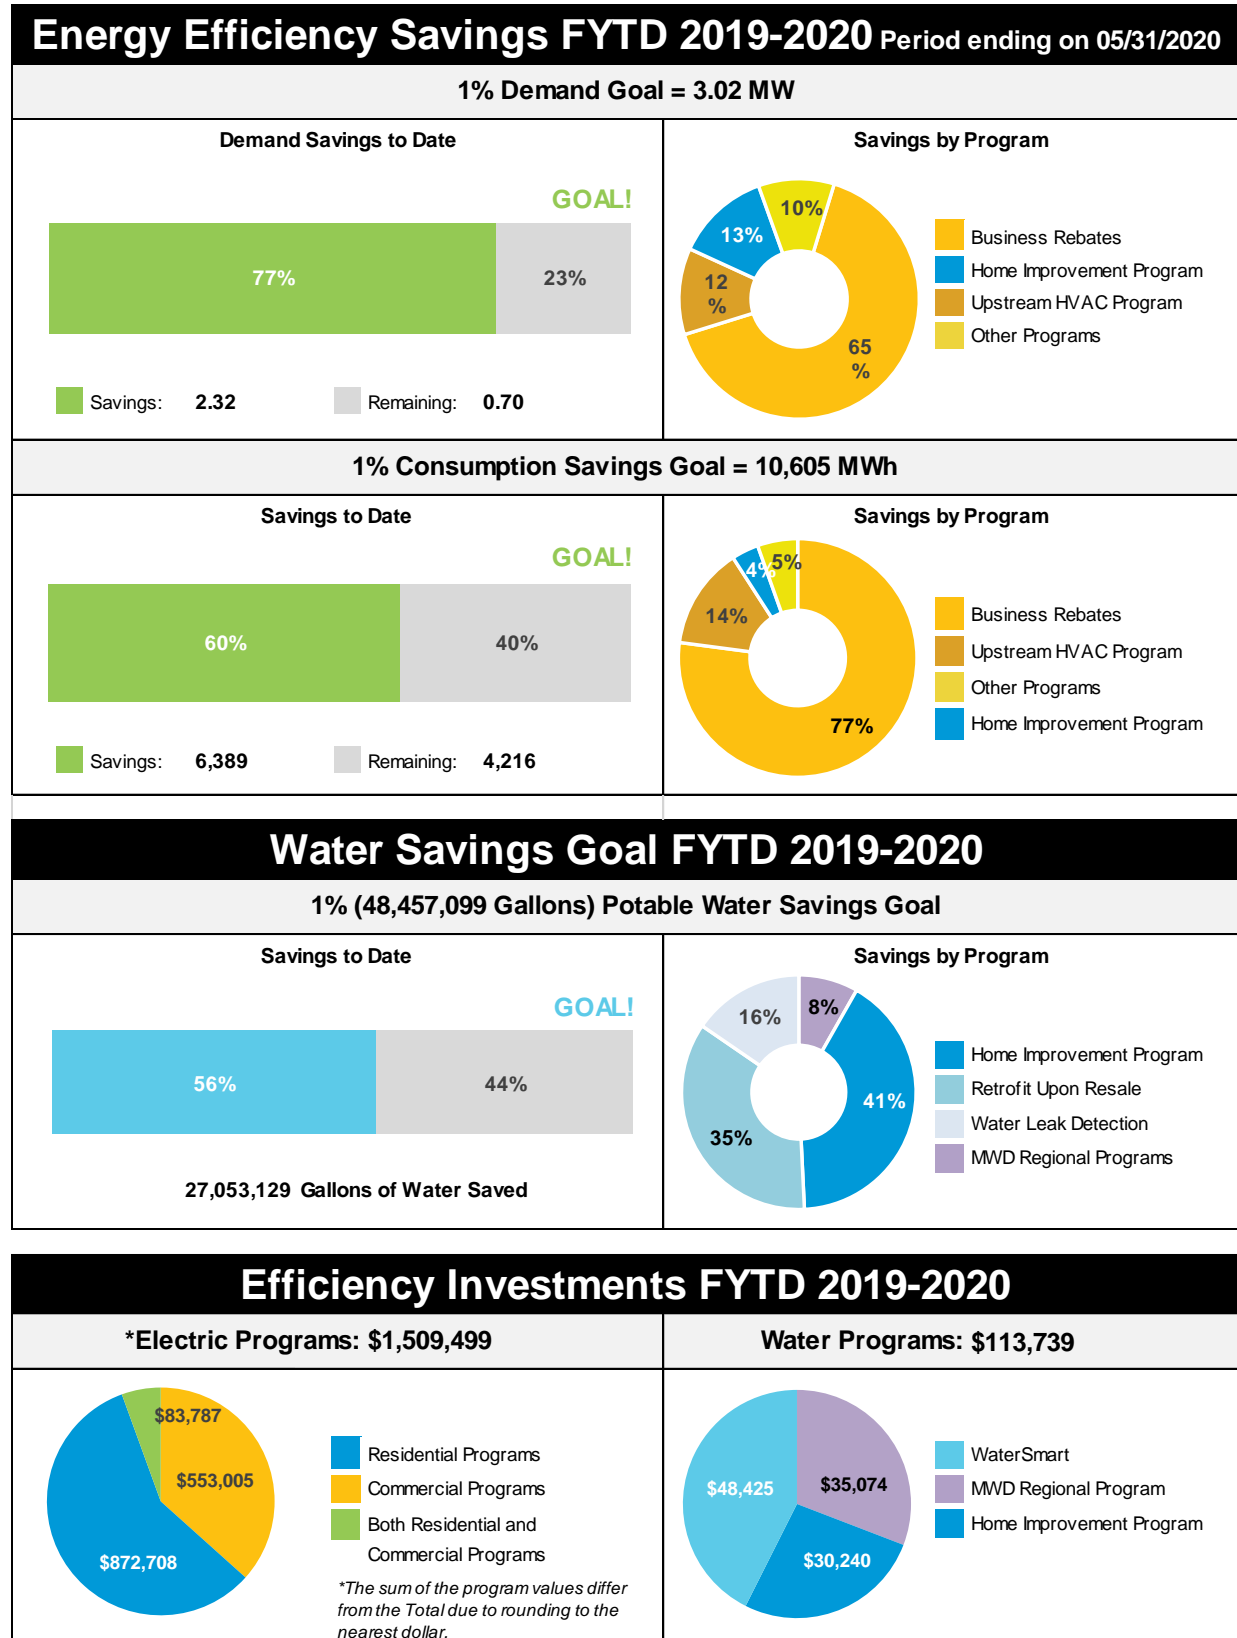 Energy Efficiency Savings FYTD 2019-2020 Period ending on 05/31/2020
1% Demand Goal = 3.02 MW
Demand Savings to Date
GOAL!
77%
23%
Savings: 2.32
Remaining: 0.70
Savings by Program
10%
13%
12
%
65
%
Business Rebates
Home Improvement Program
Upstream HVAC Program
Other Programs
1% Consumption Savings Goal = 10,605 MWh
Savings to Date
GOAL!
60%
40%
Savings: 6,389
Remaining: 4,216
Savings by Program
5%
4%
14%
77%
Business Rebates
Upstream HVAC Program
Other Programs
Home Improvement Program
Water Savings Goal FYTD 2019-2020
1% (48,457,099 Gallons) Potable Water Savings Goal
Savings to Date
GOAL!
56%
44%
27,053,129 Gallons of Water Saved
Savings by Program
8%
16%
41%
35%
Home Improvement Program
Retrofit Upon Resale
Water Leak Detection
MWD Regional Programs
Efficiency Investments FYTD 2019-2020
*Electric Programs: $1,509,499
$83,787
$553,005
$872,708
Residential Programs
Commercial Programs
Both Residential and
Commercial Programs
*The sum of the program values differ
from the Total due to rounding to the
nearest dollar.
Water Programs: $113,739
$48,425
$35,074
$30,240
WaterSmart
MWD Regional Program
Home Improvement Program